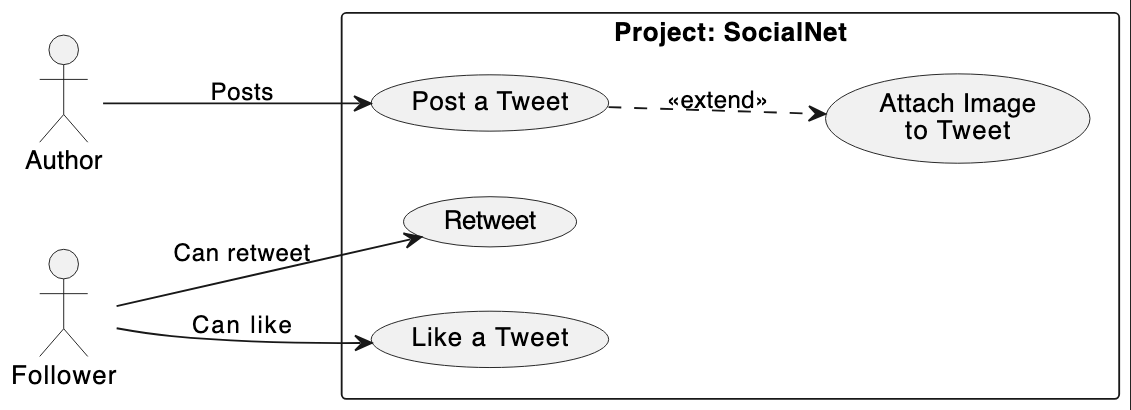 Project: SocialNet
Author
Posts
Post a Tweet
«extend»
Attach Image
to Tweet
Follower
Can retweet
Retweet
Can like
Like a Tweet